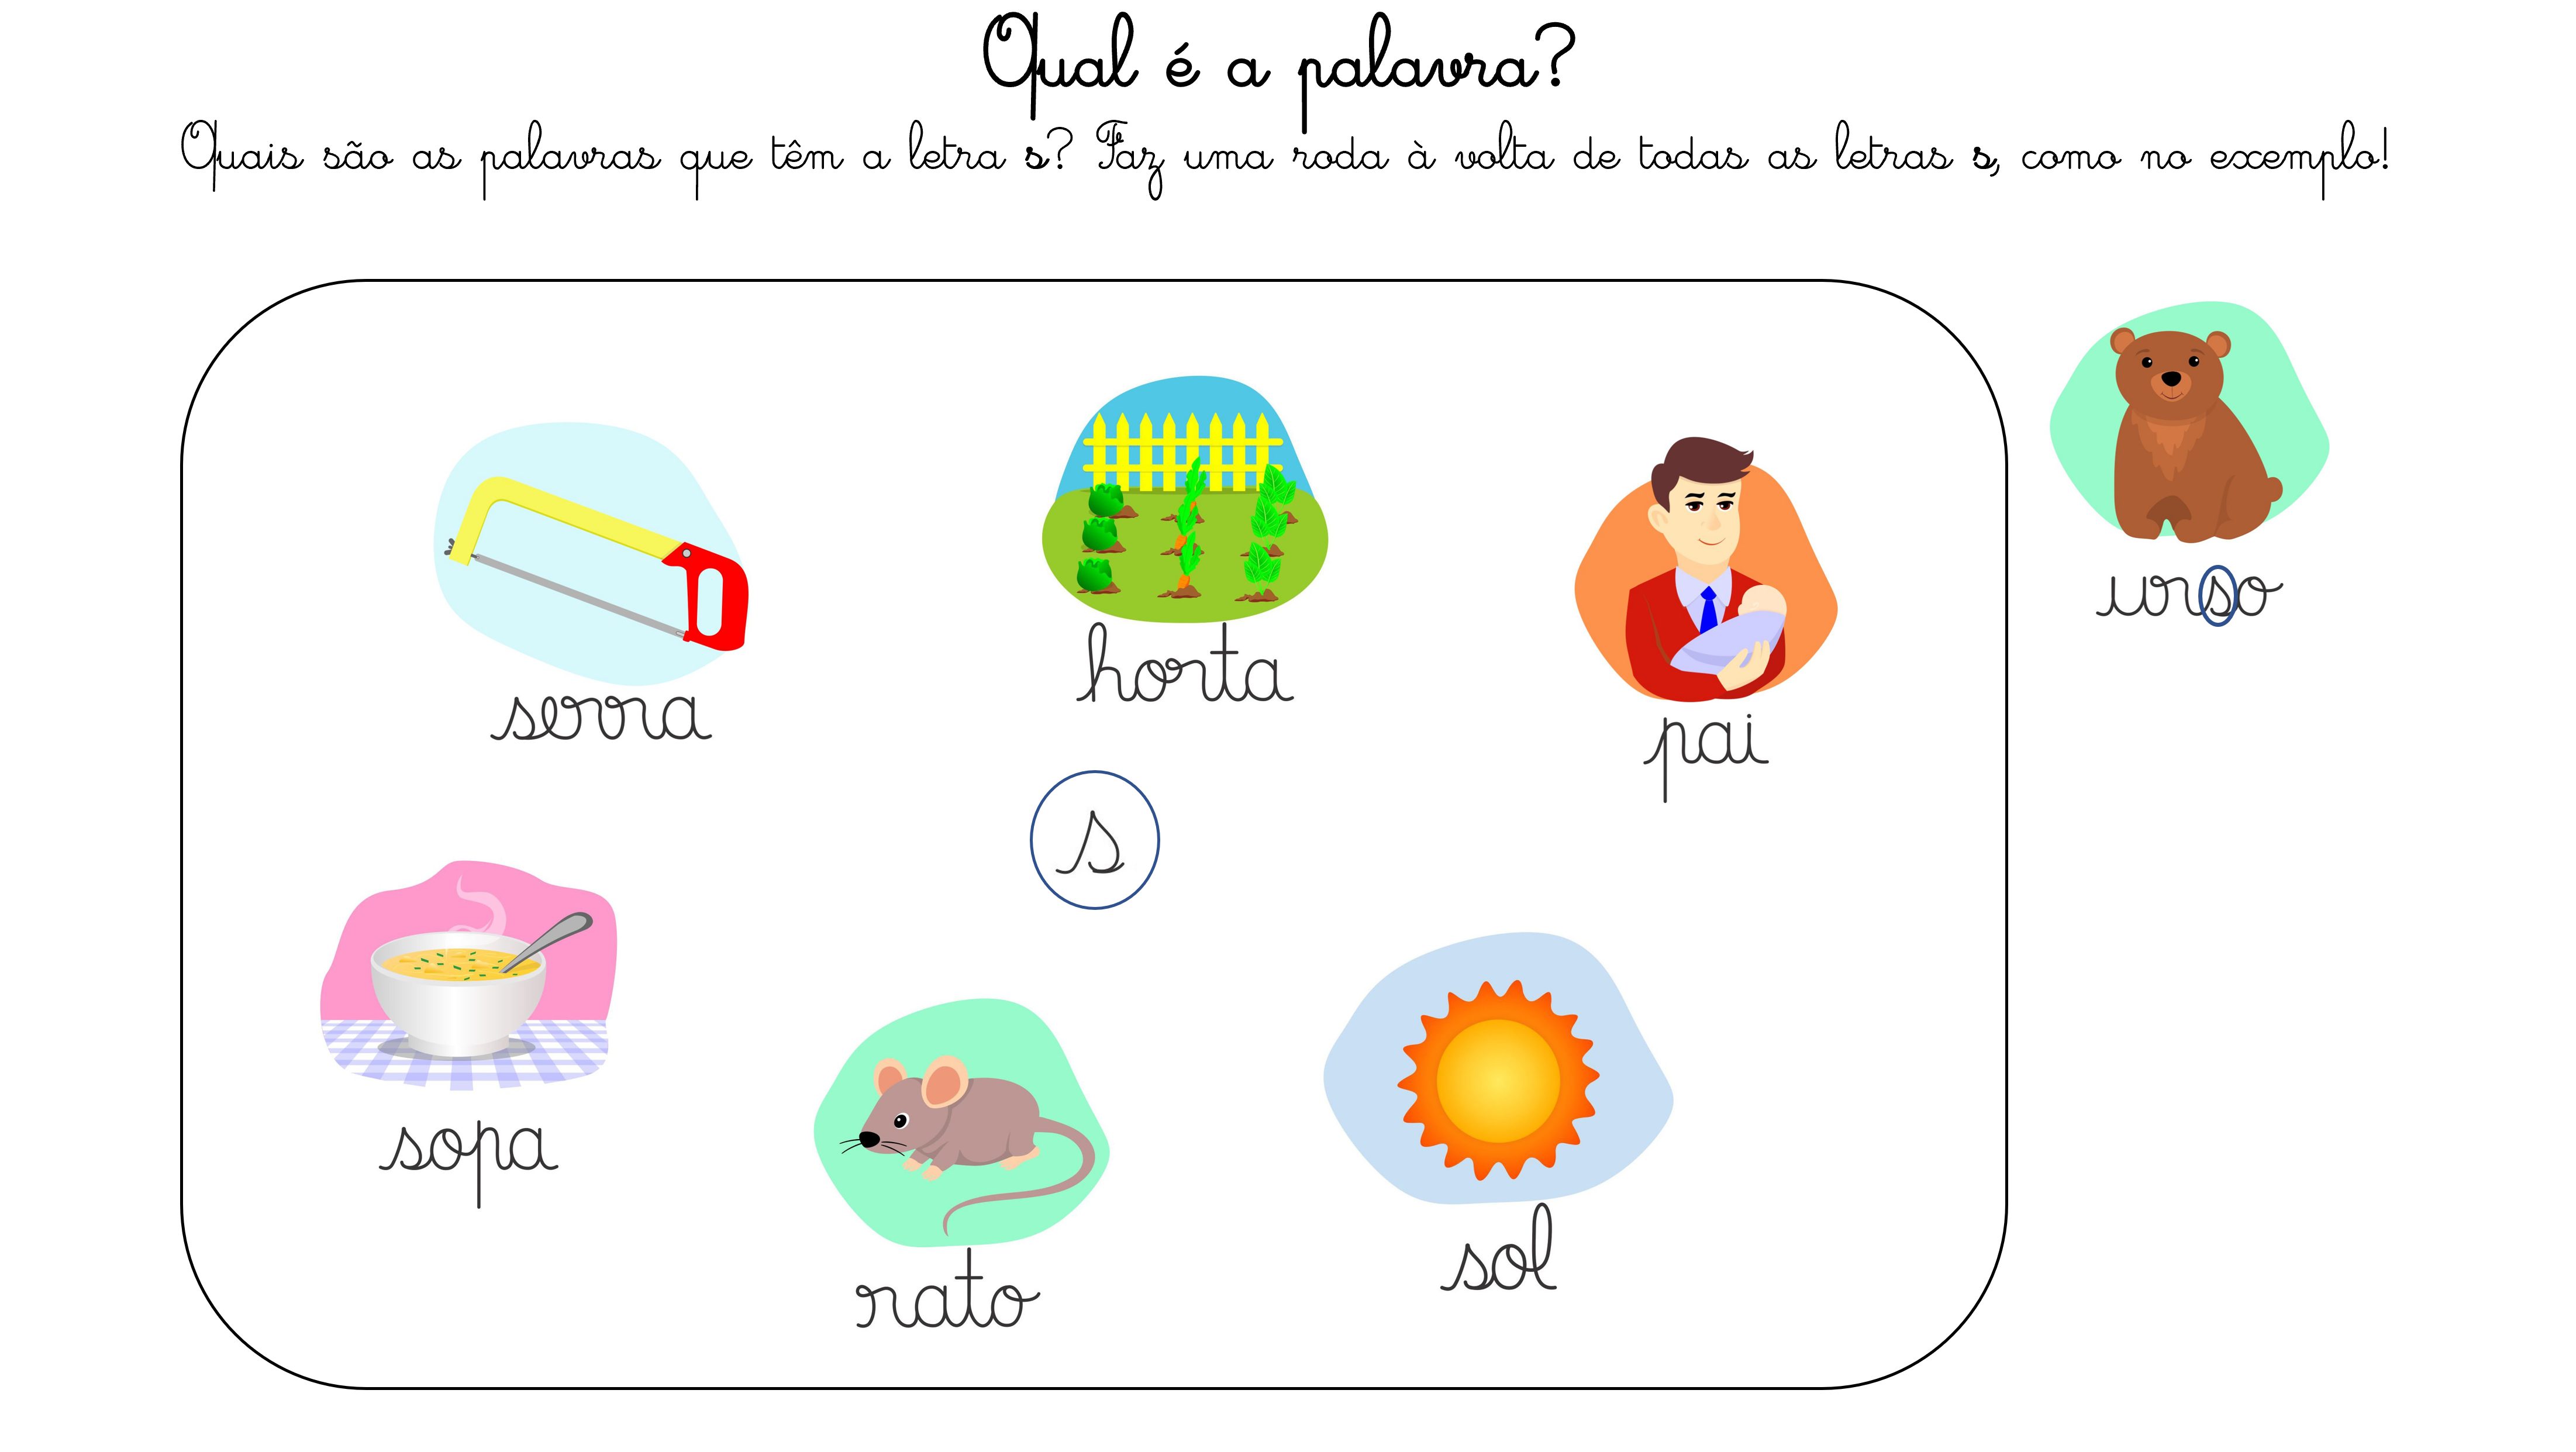 Qual é a palavra?
Quais são as palavras que têm a letra s? Faz uma roda à volta de todas as letras s, como no exemplo!
urso
horta
serra
pai
s
sopa
sol
rato